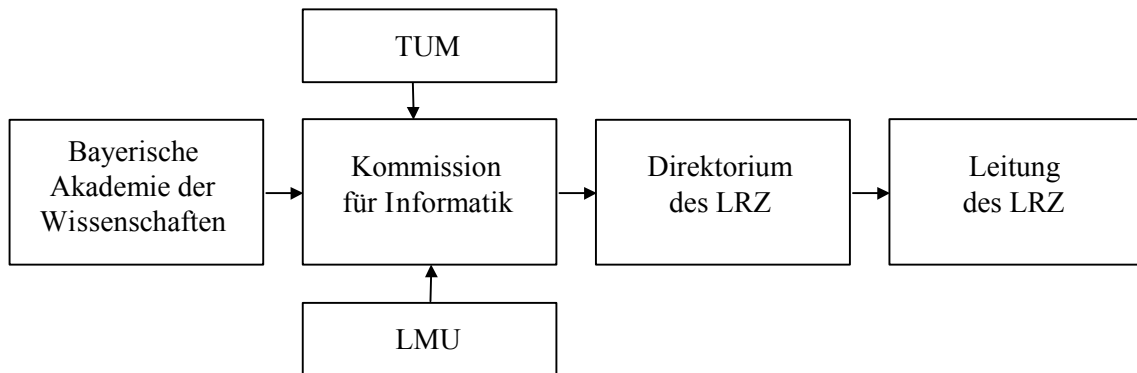 TUM
Bayerische
Akademie der
Wissenschaften
Kommission
für Informatik
Direktorium
des LRZ
Leitung
des LRZ
LMU